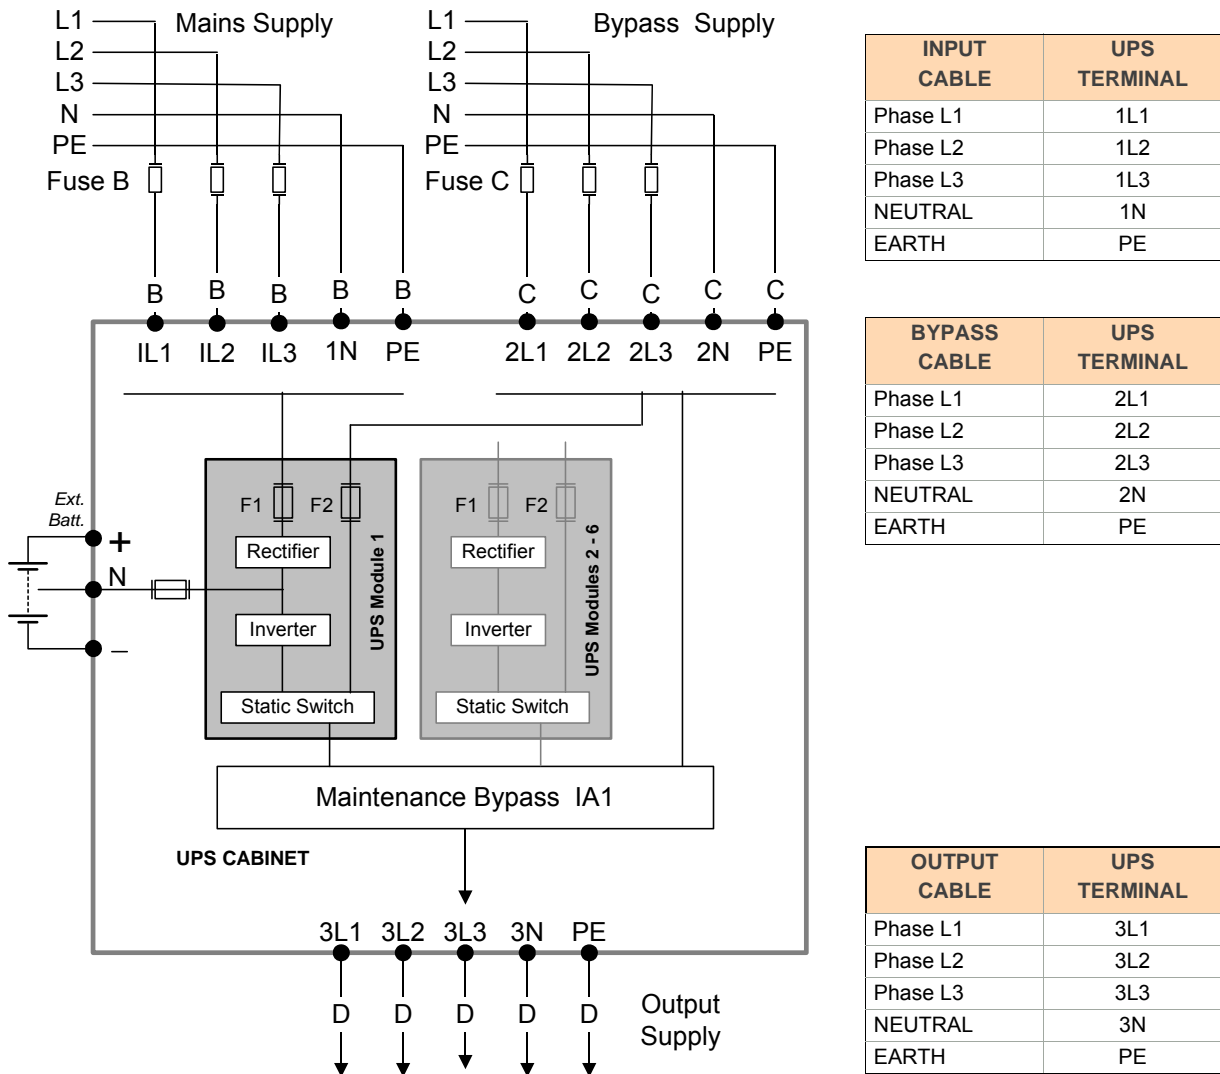 L1 Mains Supply
L2
L3
N
PE
Fuse B
B B B B B
IL1 IL2 IL3 1N PE
L1 Bypass Supply
L2
L3
N
PE
Fuse C
C C C C C
2L1 2L2 2L3 2N PE
Ext.
Batt.
+
N
–
F1 F2
Rectifier
Inverter
Static Switch
UPS Module 1
F1 F2
Rectifier
Inverter
Static Switch
UPS Modules 2 - 6
Maintenance Bypass IA1
UPS CABINET
3L1 3L2 3L3 3N PE
D D D D D
Output
Supply
INPUT UPS
CABLE TERMINAL
Phase L1 1L1
Phase L2 1L2
Phase L3 1L3
NEUTRAL 1N
EARTH PE
BYPASS UPS
CABLE TERMINAL
Phase L1 2L1
Phase L2 2L2
Phase L3 2L3
NEUTRAL 2N
EARTH PE
OUTPUT UPS
CABLE TERMINAL
Phase L1 3L1
Phase L2 3L2
Phase L3 3L3
NEUTRAL 3N
EARTH PE